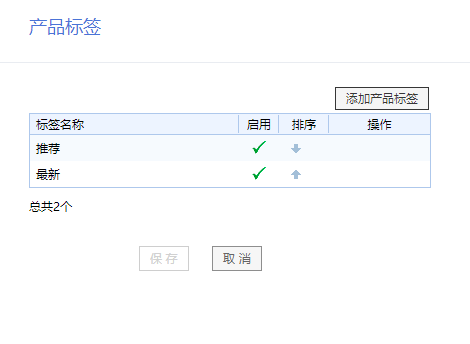 产品标签
添加产品标签
标签名称 启用 排序 操作
推荐
最新
总共2个
保 存 取 消